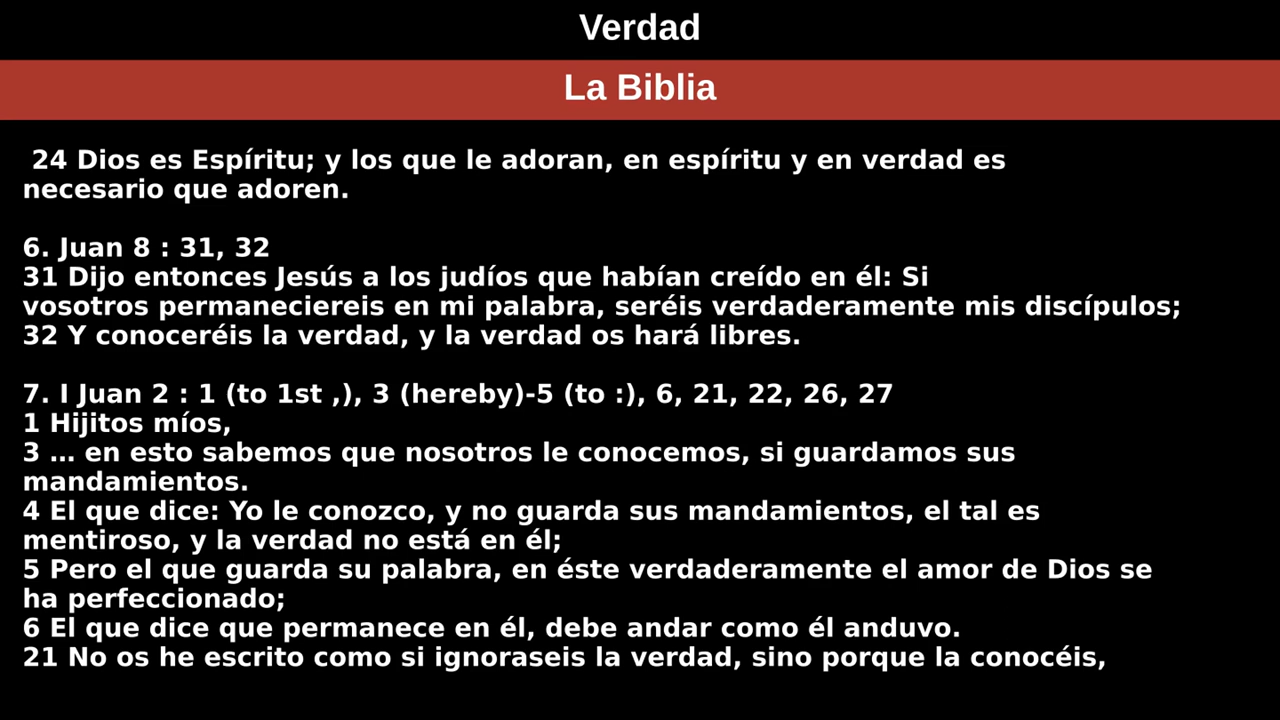 Verdad
La Biblia
24 Dios es Espíritu; y los que le adoran, en espíritu y en verdad es
necesario que adoren.
6. Juan 8 : 31, 32
31 Dijo entonces Jesús a los judíos que habían creído en él: Si
vosotros permaneciereis en mi palabra, seréis verdaderamente mis discípulos;
32 Y conoceréis la verdad, y la verdad os hará libres.
7. I Juan 2 : 1 (to 1st ,), 3 (hereby)-5 (to :), 6, 21, 22, 26, 27
1 Hijitos míos,
3 … en esto sabemos que nosotros le conocemos, si guardamos sus
mandamientos.
4 El que dice: Yo le conozco, y no guarda sus mandamientos, el tal es
mentiroso, y la verdad no está en él;
5 Pero el que guarda su palabra, en éste verdaderamente el amor de Dios se
ha perfeccionado;
6 El que dice que permanece en él, debe andar como él anduvo.
21 No os he escrito como si ignoraseis la verdad, sino porque la conocéis,